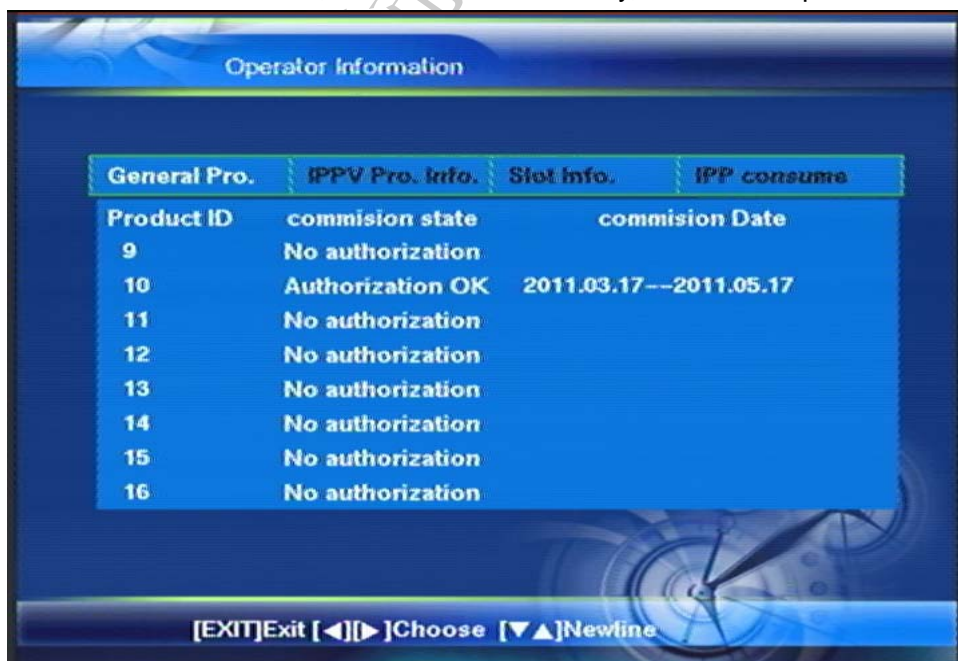 Operator Information
General Pro. IPPV Pro. Info. Slot Info. IPP consume
Product ID commision state commision Date
9 No authorization
10 Authorization OK 2011.03.17--2011.05.17
11 No authorization
12 No authorization
13 No authorization
14 No authorization
15 No authorization
16 No authorization
[EXIT]Exit [◀][▶]Choose [▼▲]Newline